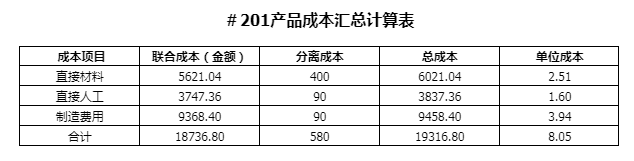 #201产品成本汇总计算表
成本项目 联合成本（金额） 分离成本 总成本 单位成本
直接材料 5621.04 400 6021.04 2.51
直接人工 3747.36 90 3837.36 1.60
制造费用 9368.40 90 9458.40 3.94
合计 18736.80 580 19316.80 8.05